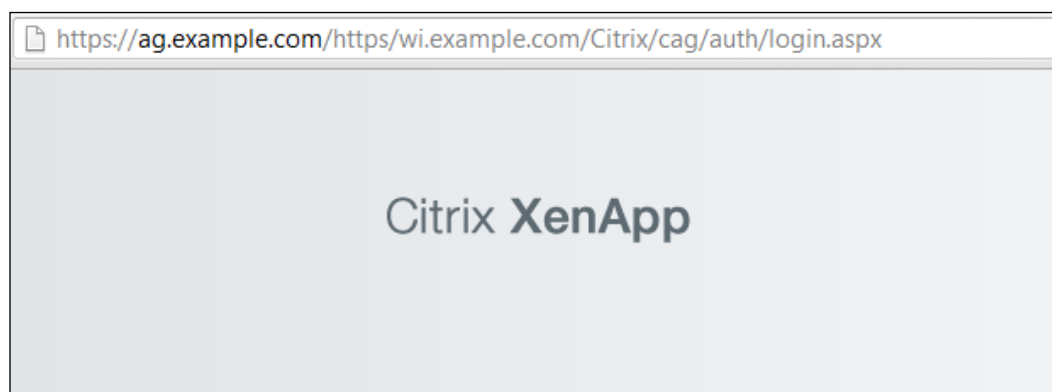 https://ag.example.com/https/wi.example.com/Citrix/cag/auth/login.aspx
Citrix XenApp